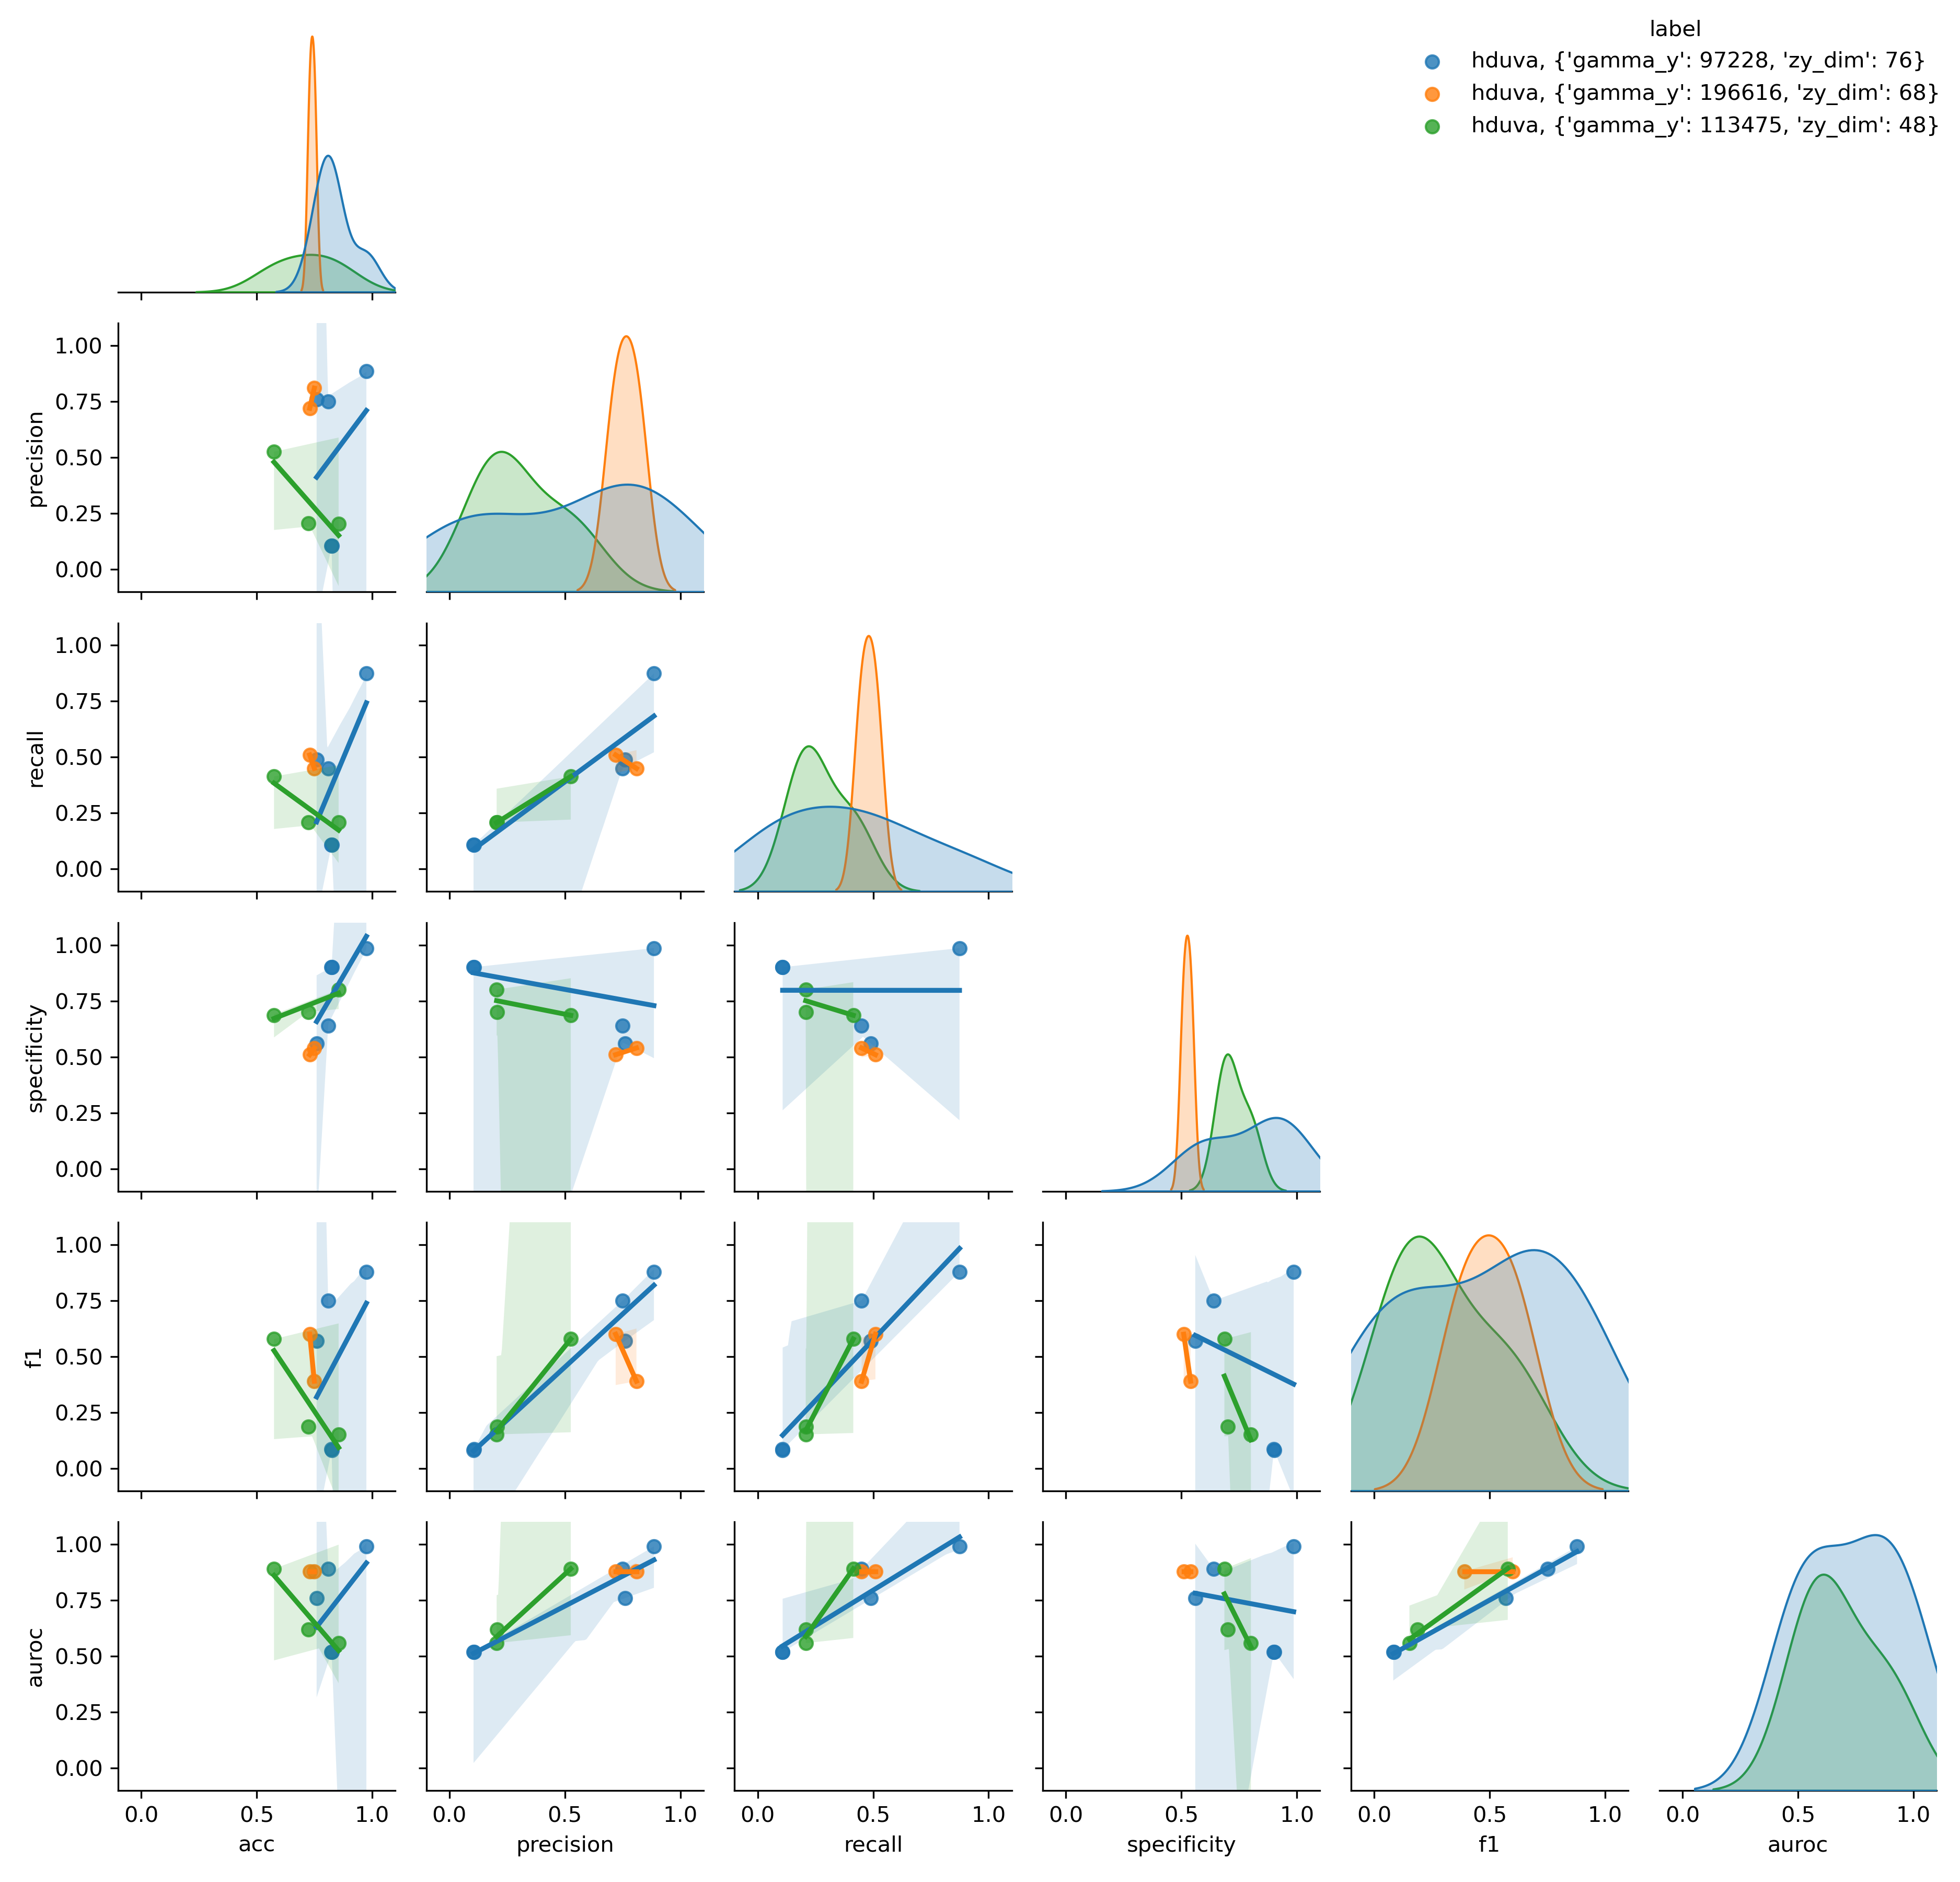 label
hduva, {'gamma_y': 97228, 'zy_dim': 76}
hduva, {'gamma_y': 196616, 'zy_dim': 68}
hduva, {'gamma_y': 113475, 'zy_dim': 48}
1.00
0.75
0.50
0.25
0.00
precision
1.00
0.75
0.50
0.25
0.00
recall
1.00
0.75
0.50
0.25
0.00
specificity
1.00
0.75
0.50
0.25
0.00
f1
1.00
0.75
0.50
0.25
0.00
auroc
0.0 0.5 1.0 0.0 0.5 1.0 0.0 0.5 1.0 0.0 0.5 1.0 0.0 0.5 1.0 0.0 0.5 1.0
acc precision recall specificity f1 auroc